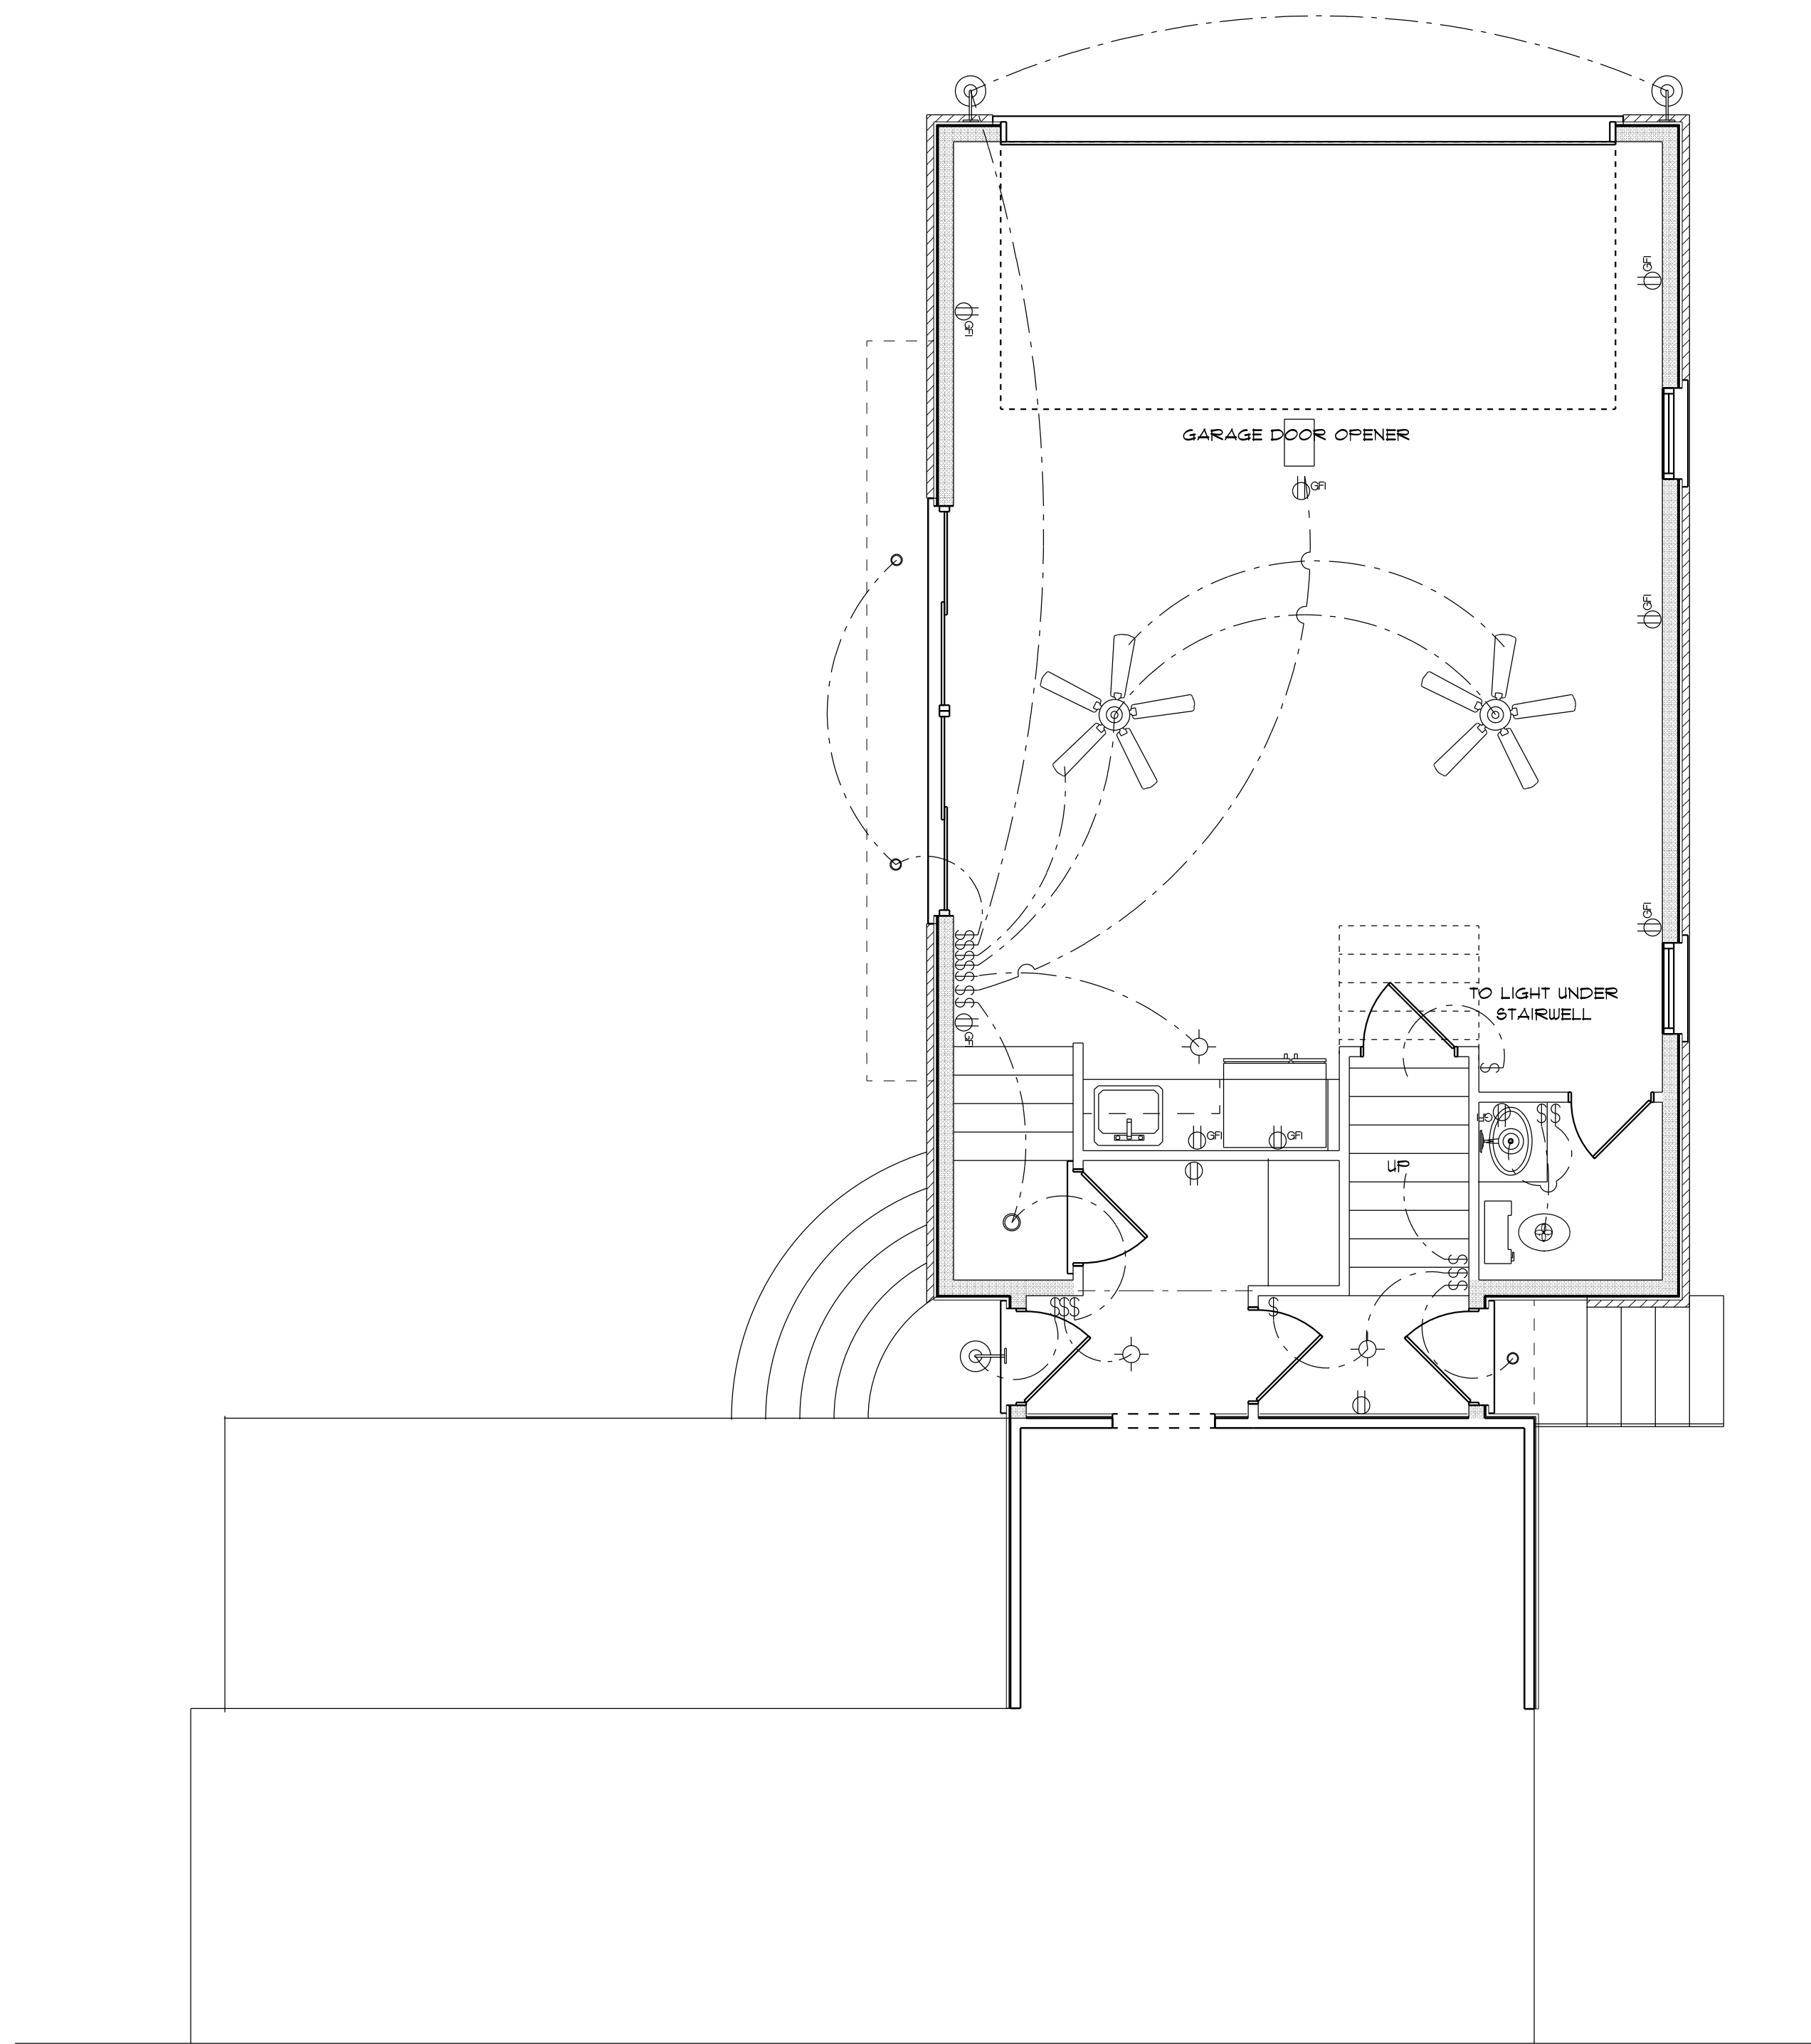 GFI
GFI
GARAGE DOOR OPENER
GFI
GFI
GFI
TO LIGHT UNDER
STAIRWELL
$ $ $ $ $ $ $
GFI
$
GFI
$ $
GFI
GFI
UP
$ $ $
$ $ $
$